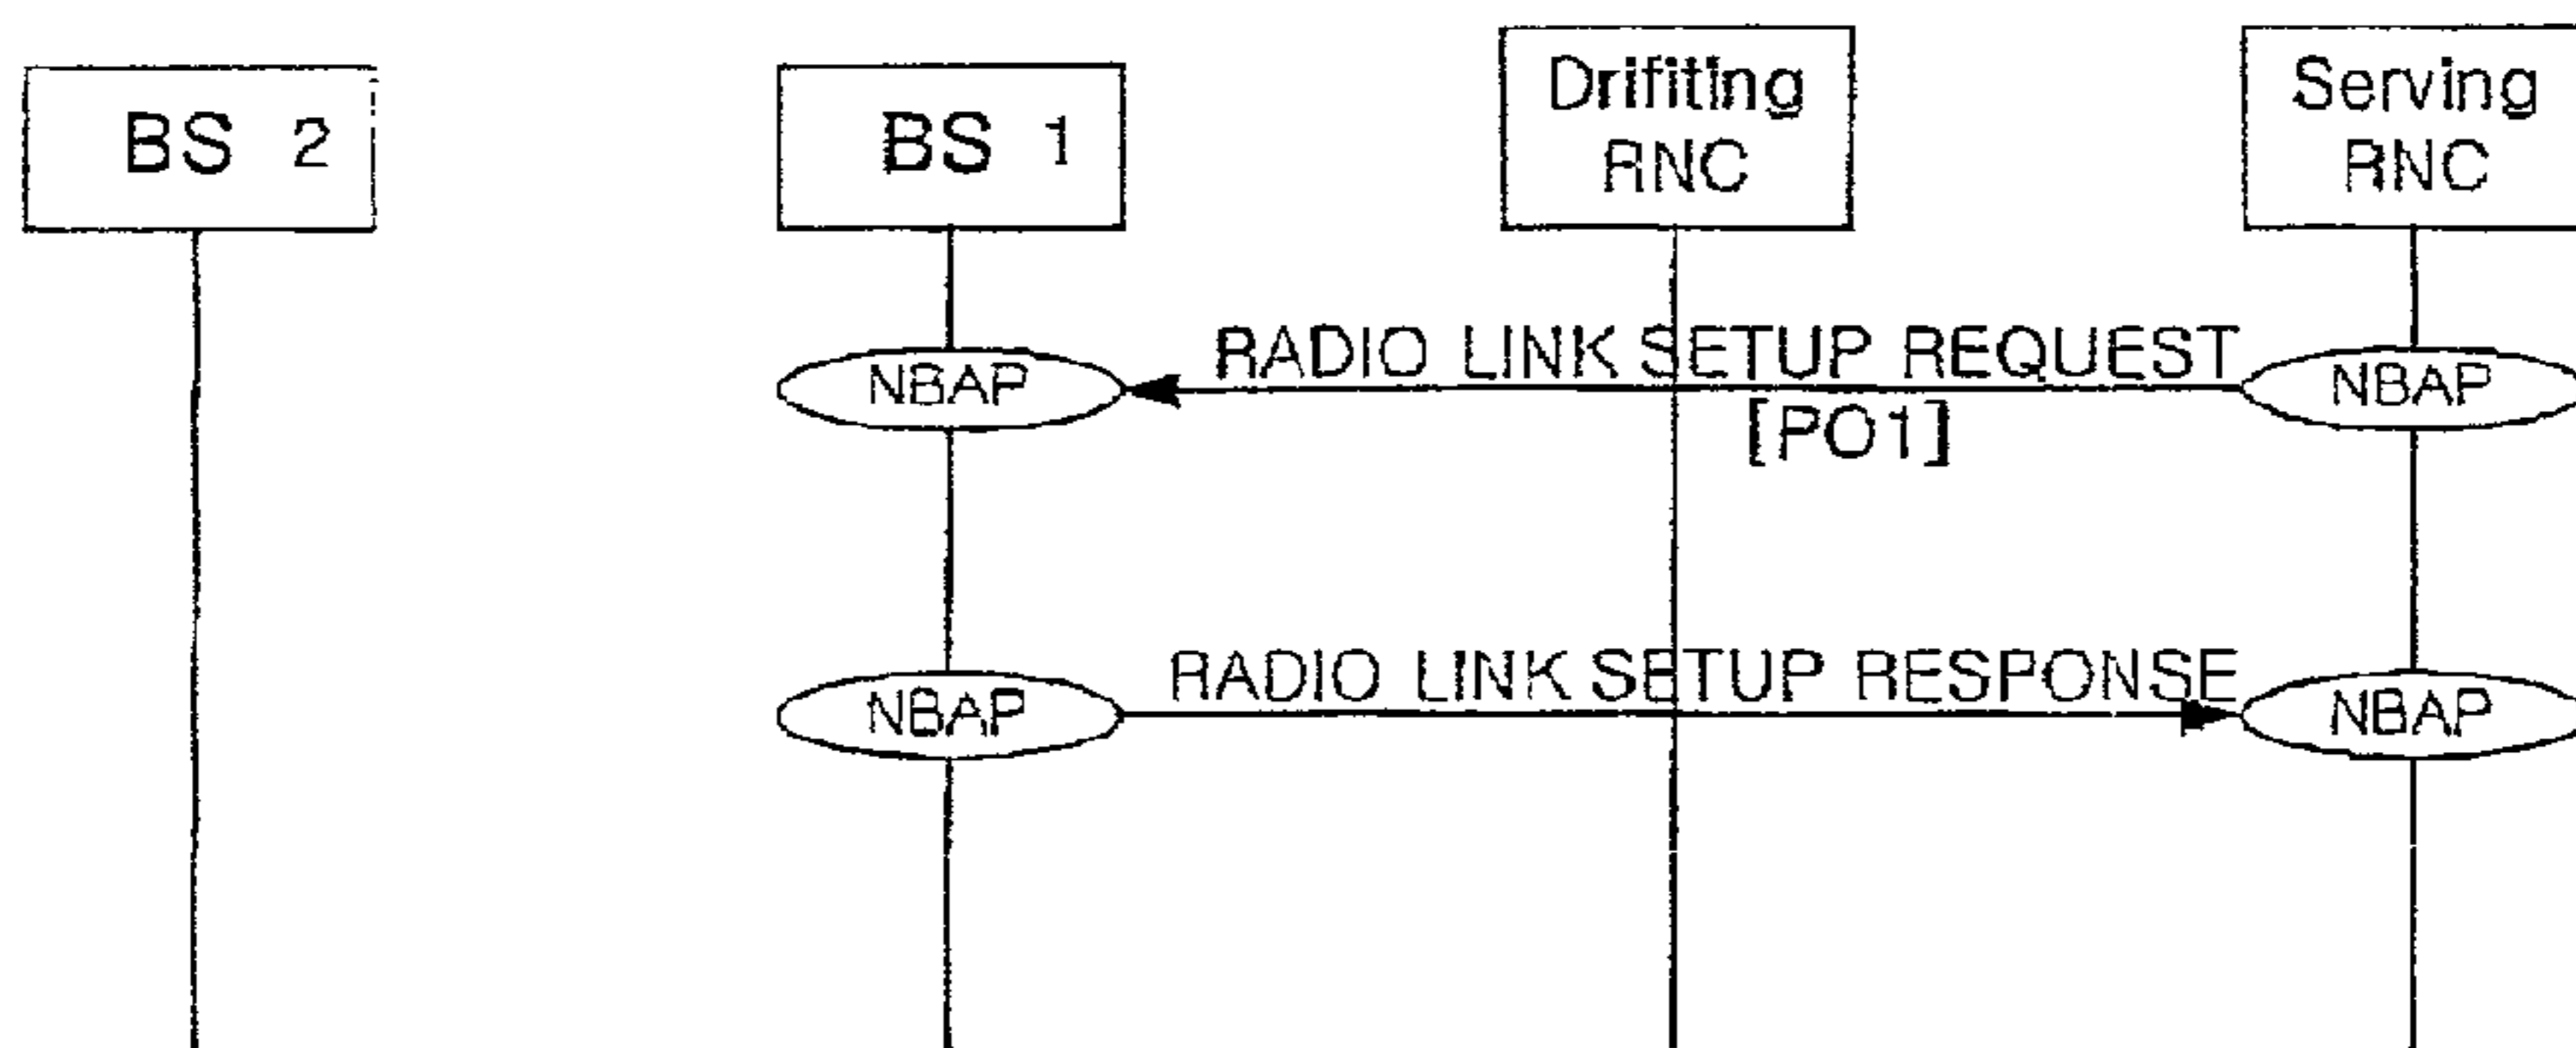 BS 2
BS 1
Drifiting
RNC
Serving
RNC
RADIO LINK SETUP REQUEST
NBAP
NBAP
[PO1]
RADIO LINK SETUP RESPONSE
NBAP
NBAP